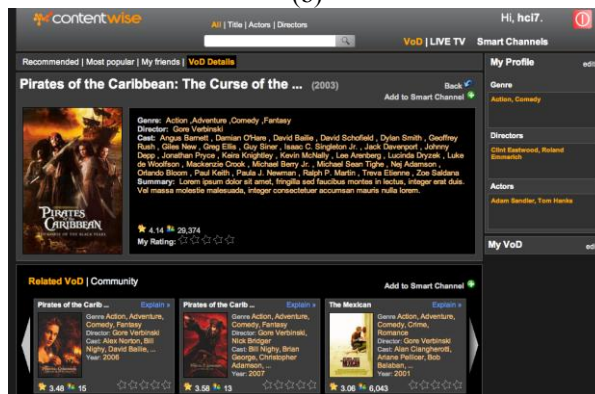 (b)
contentwise
All | Title | Actors | Directors
Hi, hci7.
VoD | LIVE TV Smart Channels
Recommended | Most popular | My friends | VoD Details
My Profile edit
Pirates of the Caribbean: The Curse of the ... (2003)
Back
Add to Smart Channel
Genre
Action, Comedy
Directors
Clint Eastwood, Roland
Emmerich
Actors
Adam Sandler, Tom Hanks
My VoD edi
Genre: Action ,Adventure ,Comedy ,Fantasy
Director: Gore Verbinski
Cast: Angus Barnett , Damian O'Hare , David Bailie , David Schofield , Dylan Smith , Geoffrey
Rush , Giles New , Greg Ellis , Guy Siner , Isaac C. Singleton Jr. , Jack Davenport , Johnny
Depp , Jonathan Pryce , Keira Knightley , Kevin McNally , Lee Arenberg , Lucinda Dryzek , Luke
de Woolfson , Mackenzie Crook , Michael Berry Jr. , Michael Sean Tighe , Nej Adamson ,
Orlando Bloom , Paul Keith , Paula J. Newman , Ralph P. Martin , Treva Etienne , Zoe Saldana
Summary: Lorem ipsum dolor sit amet, fringilla sed faucibus montes in lectus, integer erat duis.
Vel massa molestie malesuada, integer consectetuer accumsan mauris nulla lorem.
PIRATES
of the
CARIBBEAN
4.14 29,374
My Rating:
Related VoD | Community
Add to Smart Channel
Pirates of the Carib ... Explain »
Genre Action, Adventure,
Comedy, Fantasy
Director: Gore Verbinski
Cast: Alex Norton, Bill
Nighy, David Bailie, ...
Year: 2006
3.48 15
Pirates of the Carib ... Explain »
Genre Action, Adventure,
Comedy, Fantasy
Director: Gore Verbinski,
Nick Bridger
Cast: Bill Nighy, Brian
George, Christopher
Adamson, ...
Year: 2007
3.58 13
The Mexican Explain »
Genre Action, Adventure,
Comedy, Crime,
Romance
Director: Gore Verbinski
Cast: Alan Ciangherotti,
Ariane Pellicer, Bob
Balaban, ...
Year: 2001
3.06 6,043